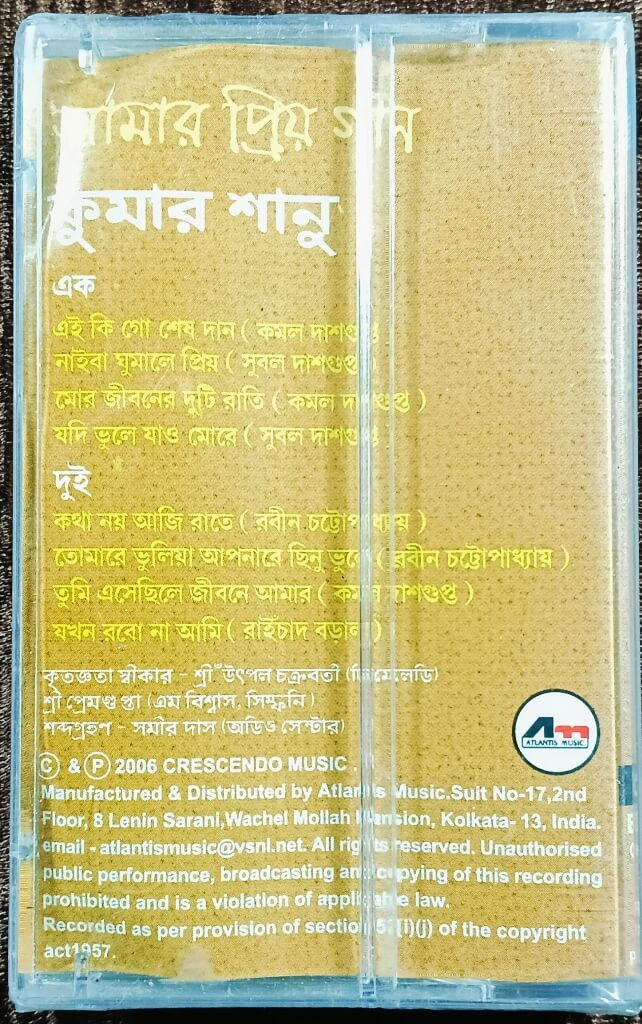 আমার প্রিয় গান
কুমার শানু
এক
এই কি গো শেষ দান ( কমল দাশগুপ্ত
নাইবা ঘুমালে প্রিয় ( সুবল দাশগুপ্ত )
মোর জীবনের দুটি রাতি ( কমল দাশগুপ্ত )
যদি ভুলে যাও মোরে ( সুবল দাশগুপ্ত )
দুই
কথা নয় আজি রাতে ( রবীন চট্টোপাধ্যায় )
তোমারে ভুলিয়া আপনারে ছিনু ভুলে ( রবীন চট্টোপাধ্যায় )
তুমি এসেছিলে জীবনে আমার ( কমল দাশগুপ্ত )
যখন রবো না আমি ( রাইচাদ বড়াল )
কৃতজ্ঞতা স্বীকার - শ্রী উৎপল চক্রবর্তী
শ্রী প্রেমগুপ্তা (এম বিশ্বাস, সিম্ফনি)
শব্দগ্রহণ - সমীর দাস (অডিও সেন্টার)
AM
ATLANTIS MUSIC
© & ℗ 2006 CRESCENDO MUSIC .
Manufactured & Distributed by Atlantis Music.Suit No-17,2nd
Floor, 8 Lenin Sarani,Wachel Mollah Mansion, Kolkata- 13, India.
email - atlantismusic@vsnl.net. All rights reserved. Unauthorised
public performance, broadcasting and copying of this recording
prohibited and is a violation of applicable law.
Recorded as per provision of section 52(i)(j) of the copyright
act1957.